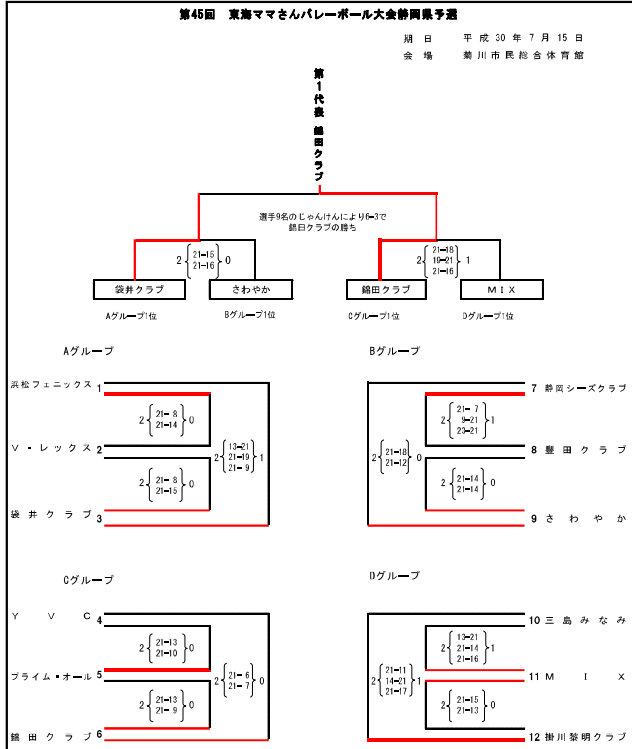 第45回 東海ママさんバレーボール大会静岡県予選
期 日 平 成 30 年 7 月 15 日
会 場 菊川市民総合体育館
第1代表 錦田クラブ
選手9名のじゃんけんにより6-3で
錦田クラブの勝ち
2 21-15 21-16 0
2 21-18 19-21 21-16 1
袋井クラブ さわやか 錦田クラブ M I X
Aグループ1位 Bグループ1位 Cグループ1位 Dグループ1位
Aグループ
浜松フェニックス 1
2 21- 8 21-14 0
V・レックス 2
2 13-21 21-19 21- 9 1
2 21- 8 21-15 0
袋 井 ク ラ ブ 3
Bグループ
7 静岡シーズクラブ
2 21- 7 9-21 23-21 1
8 豊 田 ク ラ ブ
2 21-18 21-12 0
2 21-14 21-14 0
9 さ わ や か
Cグループ
Y V C 4
2 21-13 21-10 0
プライム・オール 5
2 21- 6 21- 7 0
2 21-13 21- 9 0
錦 田 ク ラ ブ 6
Dグループ
10 三 島 み な み
2 13-21 21-14 21-16 1
11 M I X
2 21-11 14-21 21-17 1
2 21-15 21-13 0
12 掛川黎明クラブ